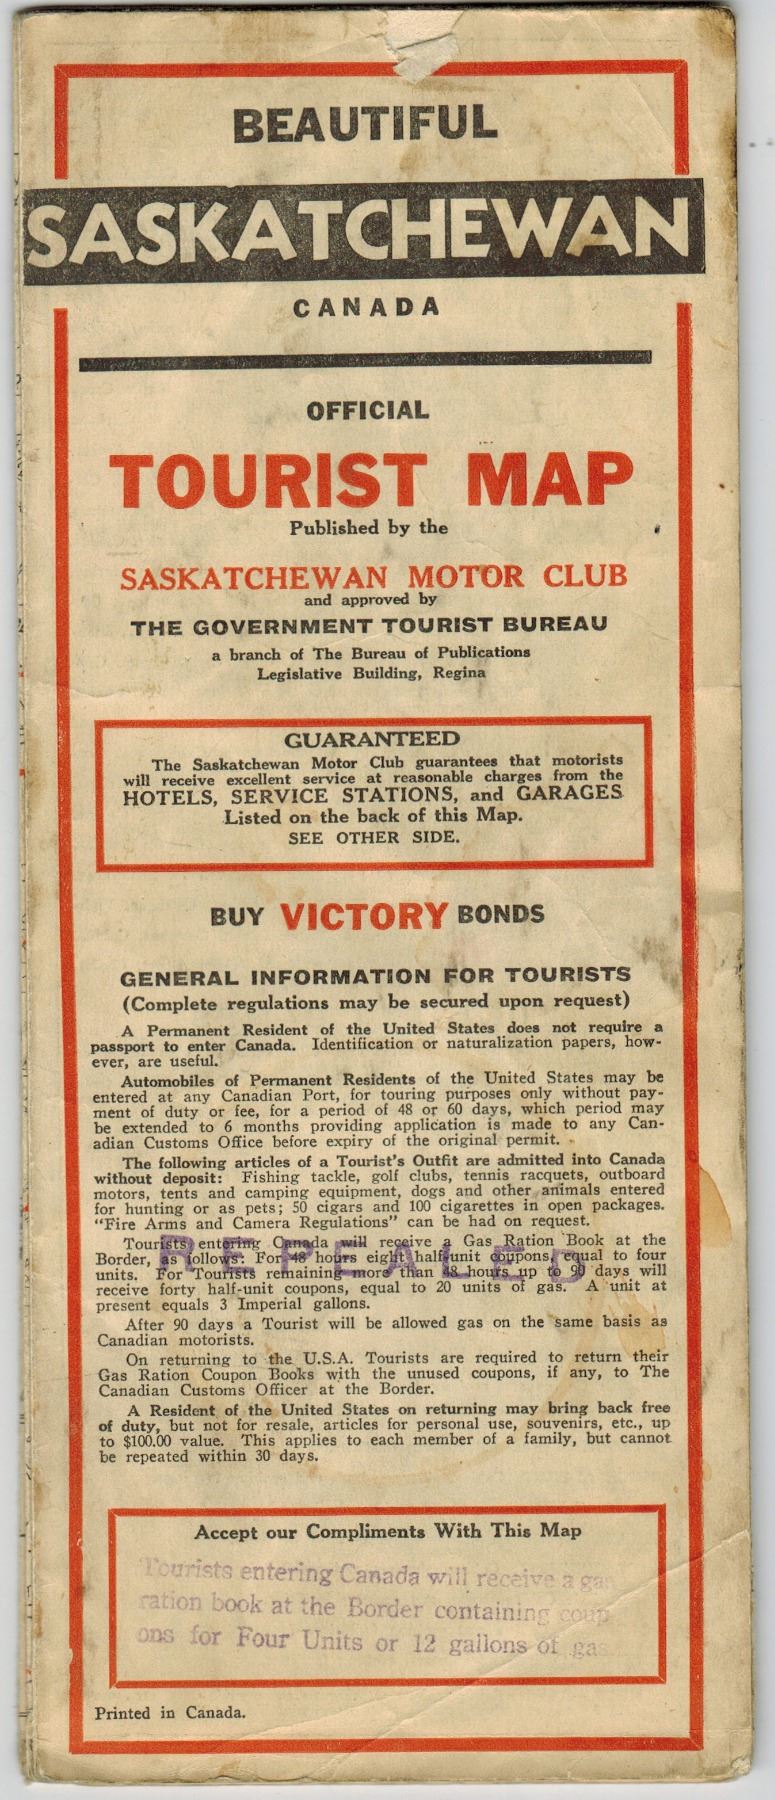 BEAUTIFUL
SASKATCHEWAN
CANADA
OFFICIAL
TOURIST MAP
Published by the
SASKATCHEWAN MOTOR CLUB
and approved by
THE GOVERNMENT TOURIST BUREAU
a branch of The Bureau of Publications
Legislative Building, Regina
GUARANTEED
The Saskatchewan Motor Club guarantees that motorists
will receive excellent service at reasonable charges from the
HOTELS, SERVICE STATIONS, and GARAGES
Listed on the back of this Map.
SEE OTHER SIDE.
BUY VICTORY BONDS
GENERAL INFORMATION FOR TOURISTS
(Complete regulations may be secured upon request)
A Permanent Resident of the United States does not require a
passport to enter Canada. Identification or naturalization papers, how-
ever, are useful.
Automobiles of Permanent Residents of the United States may be
entered at any Canadian Port, for touring purposes only without pay-
ment of duty or fee, for a period of 48 or 60 days, which period may
be extended to 6 months providing application is made to any Can-
adian Customs Office before expiry of the original permit.
The following articles of a Tourist's Outfit are admitted into Canada
without deposit: Fishing tackle, golf clubs, tennis racquets, outboard
motors, tents and camping equipment, dogs and other animals entered
for hunting or as pets; 50 cigars and 100 cigarettes in open packages.
"Fire Arms and Camera Regulations" can be had on request.
Tourists entering Canada will receive a Gas Ration Book at the
Border, as follows: For 48 hours eight half-unit coupons, equal to four
units. For Tourists remaining more than 48 hours up to 90 days will
receive forty half-unit coupons, equal to 20 units of gas. A unit at
present equals 3 Imperial gallons.
REPEALED
After 90 days a Tourist will be allowed gas on the same basis as
Canadian motorists.
On returning to the U.S.A. Tourists are required to return their
Gas Ration Coupon Books with the unused coupons, if any, to The
Canadian Customs Officer at the Border.
A Resident of the United States on returning may bring back free
of duty, but not for resale, articles for personal use, souvenirs, etc., up
to $100.00 value. This applies to each member of a family, but cannot
be repeated within 30 days.
Accept our Compliments With This Map
Tourists entering Canada will receive a gas
ration book at the Border containing coup
ons for Four Units or 12 gallons of gas
Printed in Canada.